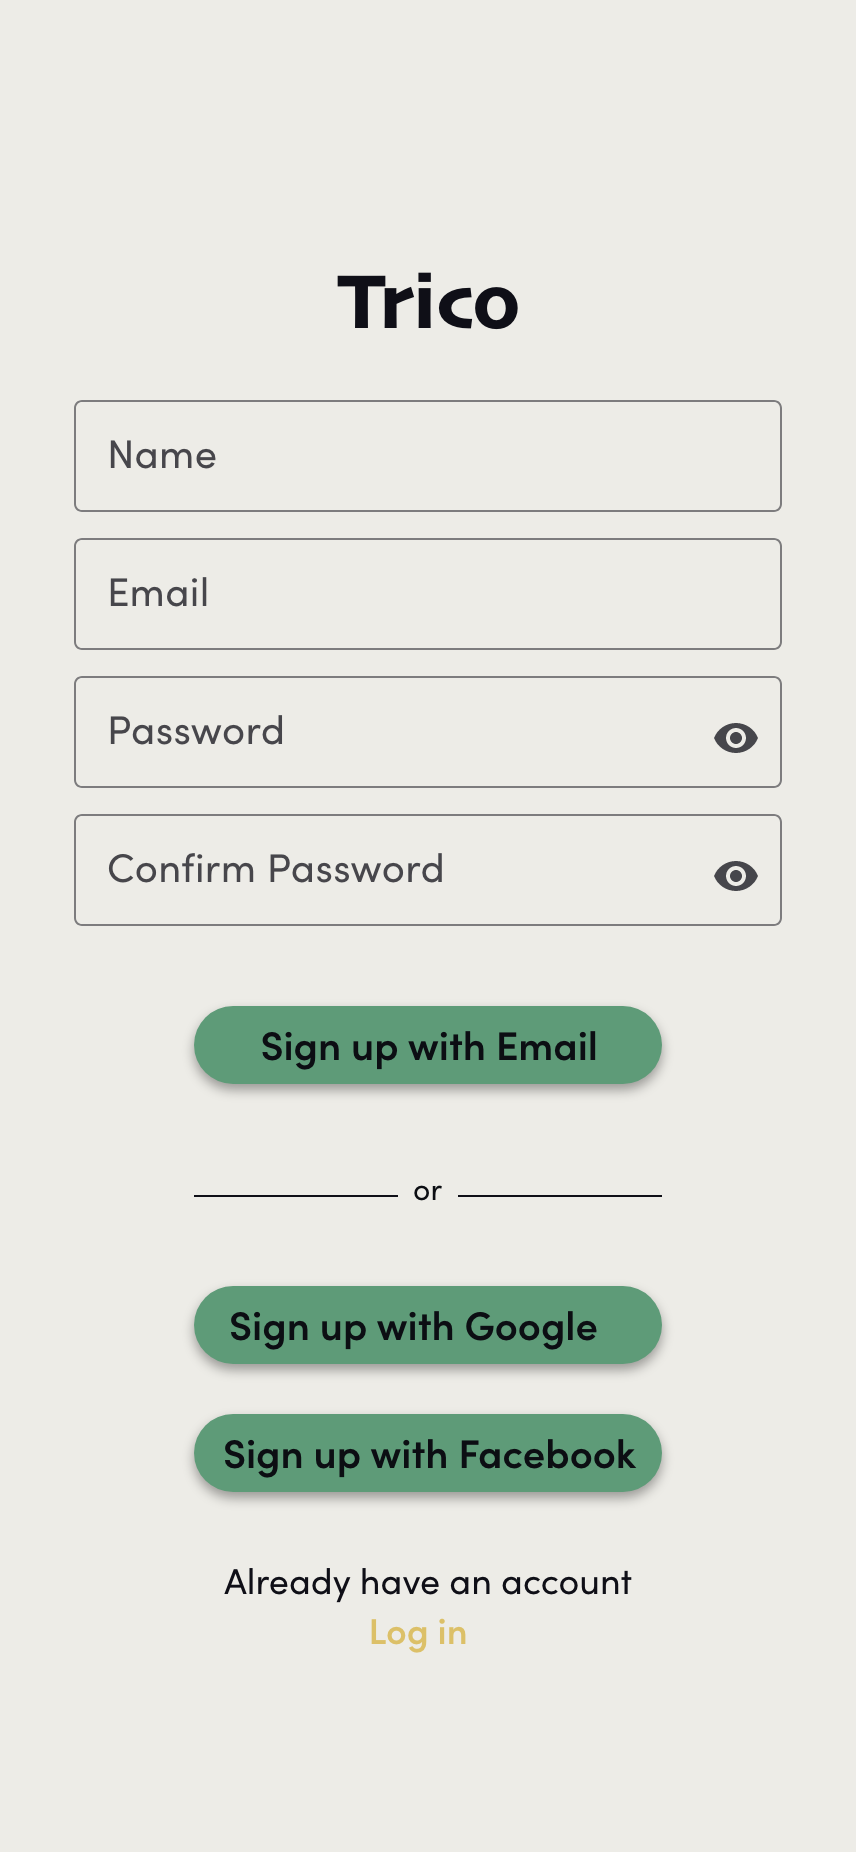 Trico
Name
Email
Password
Confirm Password
Sign up with Email
or
Sign up with Google
Sign up with Facebook
Already have an account
Log in